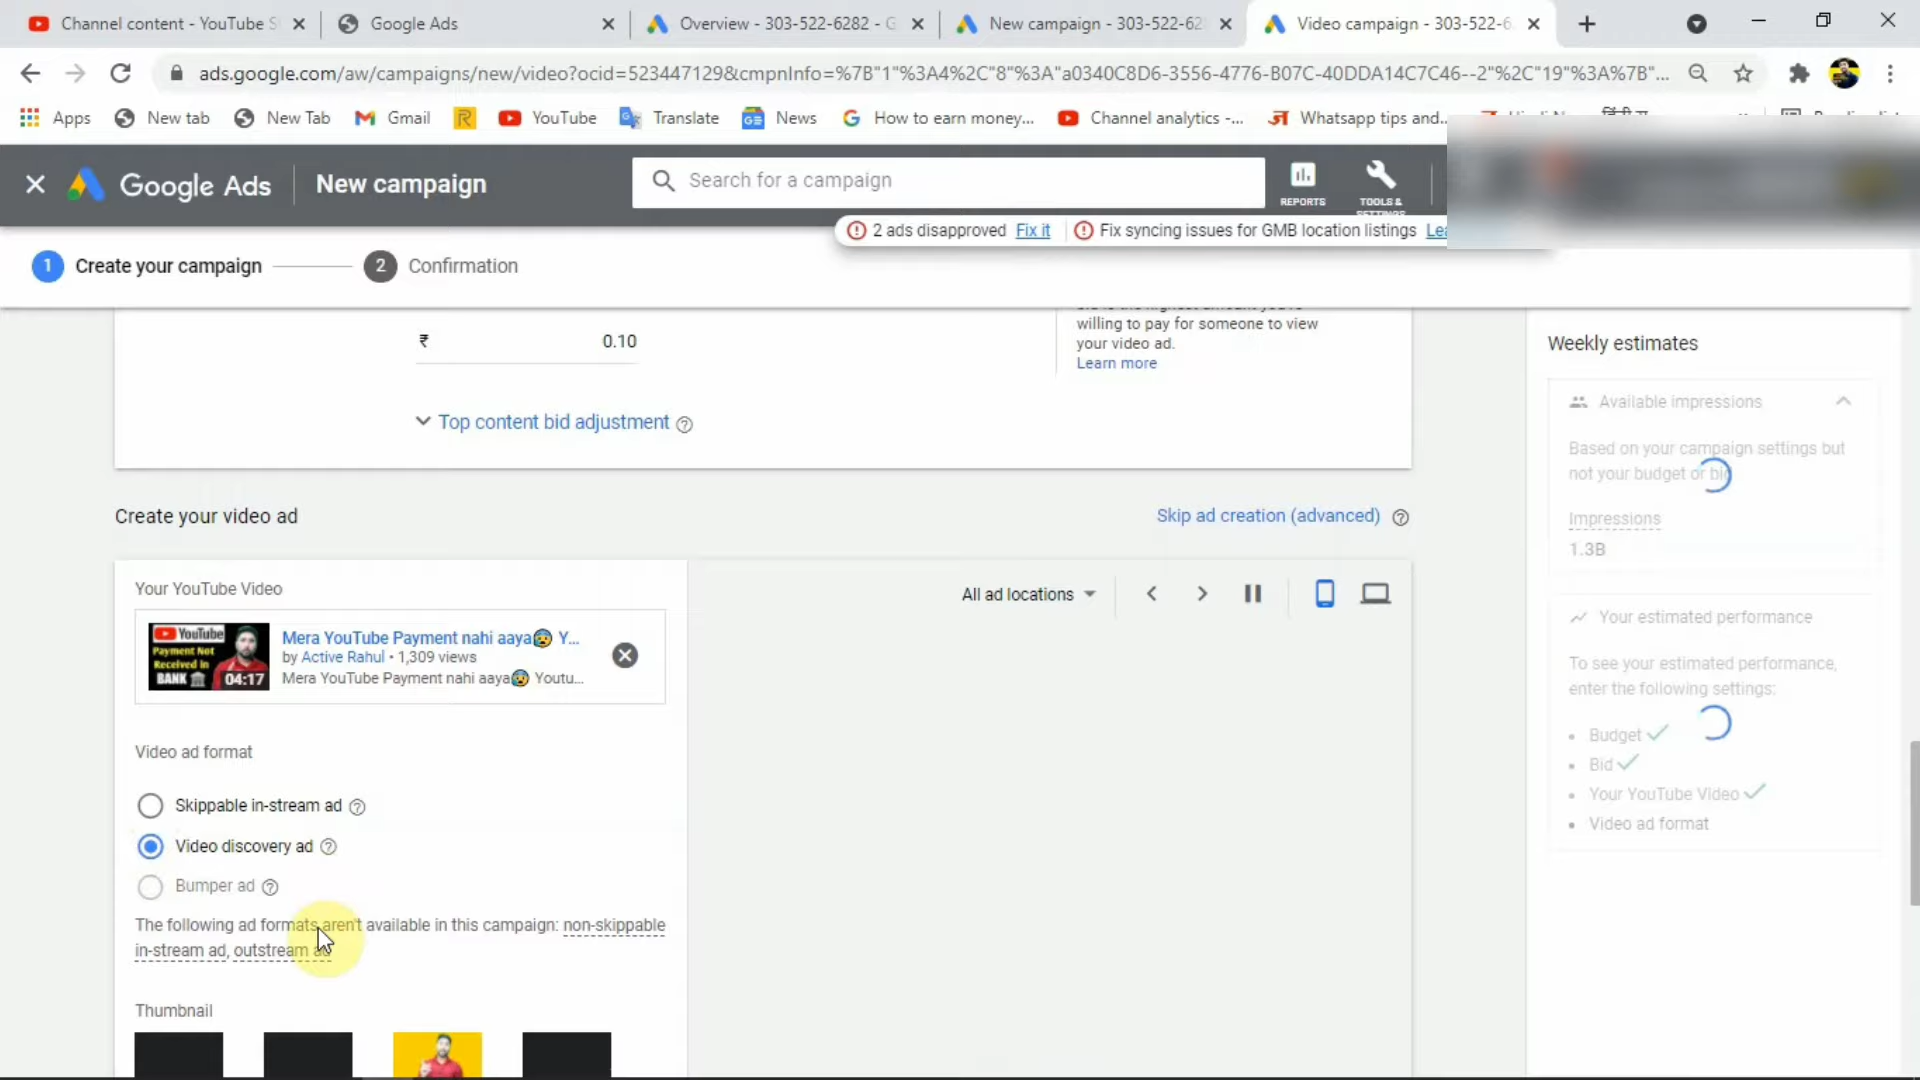 Channel content - YouTube S
Google Ads
Overview - 303-522-6282 - G
New campaign - 303-522-62
Video campaign - 303-522-6
ads.google.com/aw/campaigns/new/video?ocid=523447129&cmpnInfo=%7B"1"%3A4%2C"8"%3A"a0340C8D6-3556-4776-B07C-40DDA14C7C46--2"%2C"19"%3A%7B"...
Apps
New tab
New Tab
Gmail
YouTube
Translate
News
How to earn money...
Channel analytics -...
Whatsapp tips and...
Google Ads
New campaign
Search for a campaign
REPORTS
TOOLS &
SETTINGS
2 ads disapproved Fix it
Fix syncing issues for GMB location listings Lea
1 Create your campaign
2 Confirmation
willing to pay for someone to view
your video ad.
Learn more
₹ 0.10
Top content bid adjustment
Create your video ad
Skip ad creation (advanced)
Your YouTube Video
YouTube
Payment Not
Received in
BANK
04:17
Mera YouTube Payment nahi aaya😰 Y...
by Active Rahul • 1,309 views
Mera YouTube Payment nahi aaya😰 Youtu...
All ad locations
Video ad format
Skippable in-stream ad
Video discovery ad
Bumper ad
The following ad formats aren't available in this campaign: non-skippable
in-stream ad, outstream ad
Thumbnail
Weekly estimates
Available impressions
Based on your campaign settings but
not your budget or bid
Impressions
1.3B
Your estimated performance
To see your estimated performance,
enter the following settings:
Budget
Bid
Your YouTube Video
Video ad format